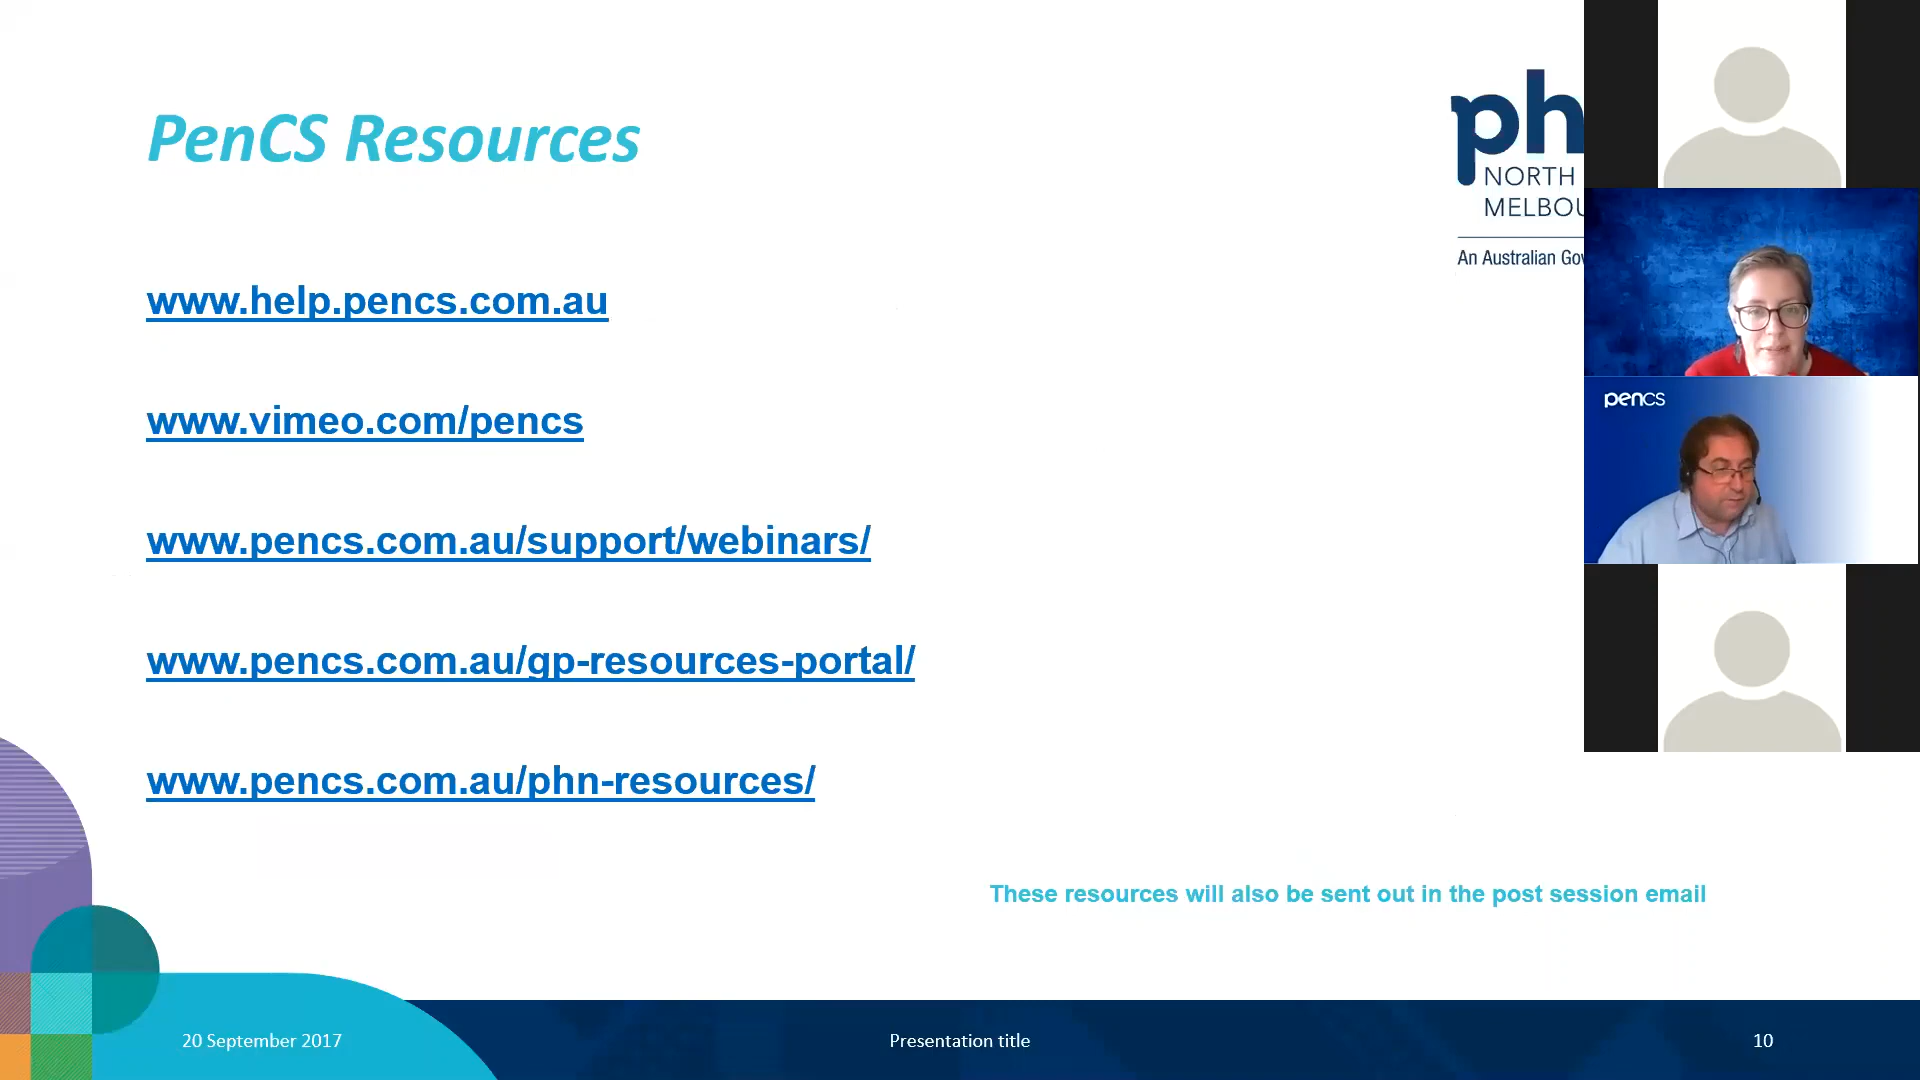 PenCS Resources
ph
NORTH
MELBOU
An Australian Gov
www.help.pencs.com.au
www.vimeo.com/pencs
www.pencs.com.au/support/webinars/
www.pencs.com.au/gp-resources-portal/
www.pencs.com.au/phn-resources/
These resources will also be sent out in the post session email
pencs
20 September 2017
Presentation title
10